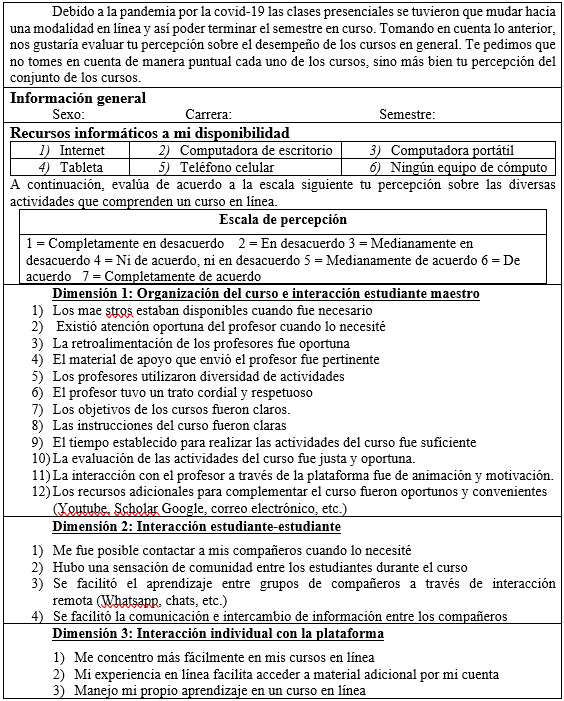 Debido a la pandemia por la covid-19 las clases presenciales se tuvieron que mudar hacia
una modalidad en línea y así poder terminar el semestre en curso. Tomando en cuenta lo anterior,
nos gustaría evaluar tu percepción sobre el desempeño de los cursos en general. Te pedimos que
no tomes en cuenta de manera puntual cada uno de los cursos, sino más bien tu percepción del
conjunto de los cursos.
Información general
Sexo: Carrera: Semestre:
Recursos informáticos a mi disponibilidad
1) Internet 2) Computadora de escritorio 3) Computadora portátil
4) Tableta 5) Teléfono celular 6) Ningún equipo de cómputo
A continuación, evalúa de acuerdo a la escala siguiente tu percepción sobre las diversas
actividades que comprenden un curso en línea.
Escala de percepción
1 = Completamente en desacuerdo 2 = En desacuerdo 3 = Medianamente en
desacuerdo 4 = Ni de acuerdo, ni en desacuerdo 5 = Medianamente de acuerdo 6 = De
acuerdo 7 = Completamente de acuerdo
Dimensión 1: Organización del curso e interacción estudiante maestro
1) Los mae stros estaban disponibles cuando fue necesario
2) Existió atención oportuna del profesor cuando lo necesité
3) La retroalimentación de los profesores fue oportuna
4) El material de apoyo que envió el profesor fue pertinente
5) Los profesores utilizaron diversidad de actividades
6) El profesor tuvo un trato cordial y respetuoso
7) Los objetivos de los cursos fueron claros.
8) Las instrucciones del curso fueron claras
9) El tiempo establecido para realizar las actividades del curso fue suficiente
10) La evaluación de las actividades del curso fue justa y oportuna.
11) La interacción con el profesor a través de la plataforma fue de animación y motivación.
12) Los recursos adicionales para complementar el curso fueron oportunos y convenientes
(Youtube, Scholar Google, correo electrónico, etc.)
Dimensión 2: Interacción estudiante-estudiante
1) Me fue posible contactar a mis compañeros cuando lo necesité
2) Hubo una sensación de comunidad entre los estudiantes durante el curso
3) Se facilitó el aprendizaje entre grupos de compañeros a través de interacción
remota (Whatsapp, chats, etc.)
4) Se facilitó la comunicación e intercambio de información entre los compañeros
Dimensión 3: Interacción individual con la plataforma
1) Me concentro más fácilmente en mis cursos en línea
2) Mi experiencia en línea facilita acceder a material adicional por mi cuenta
3) Manejo mi propio aprendizaje en un curso en línea